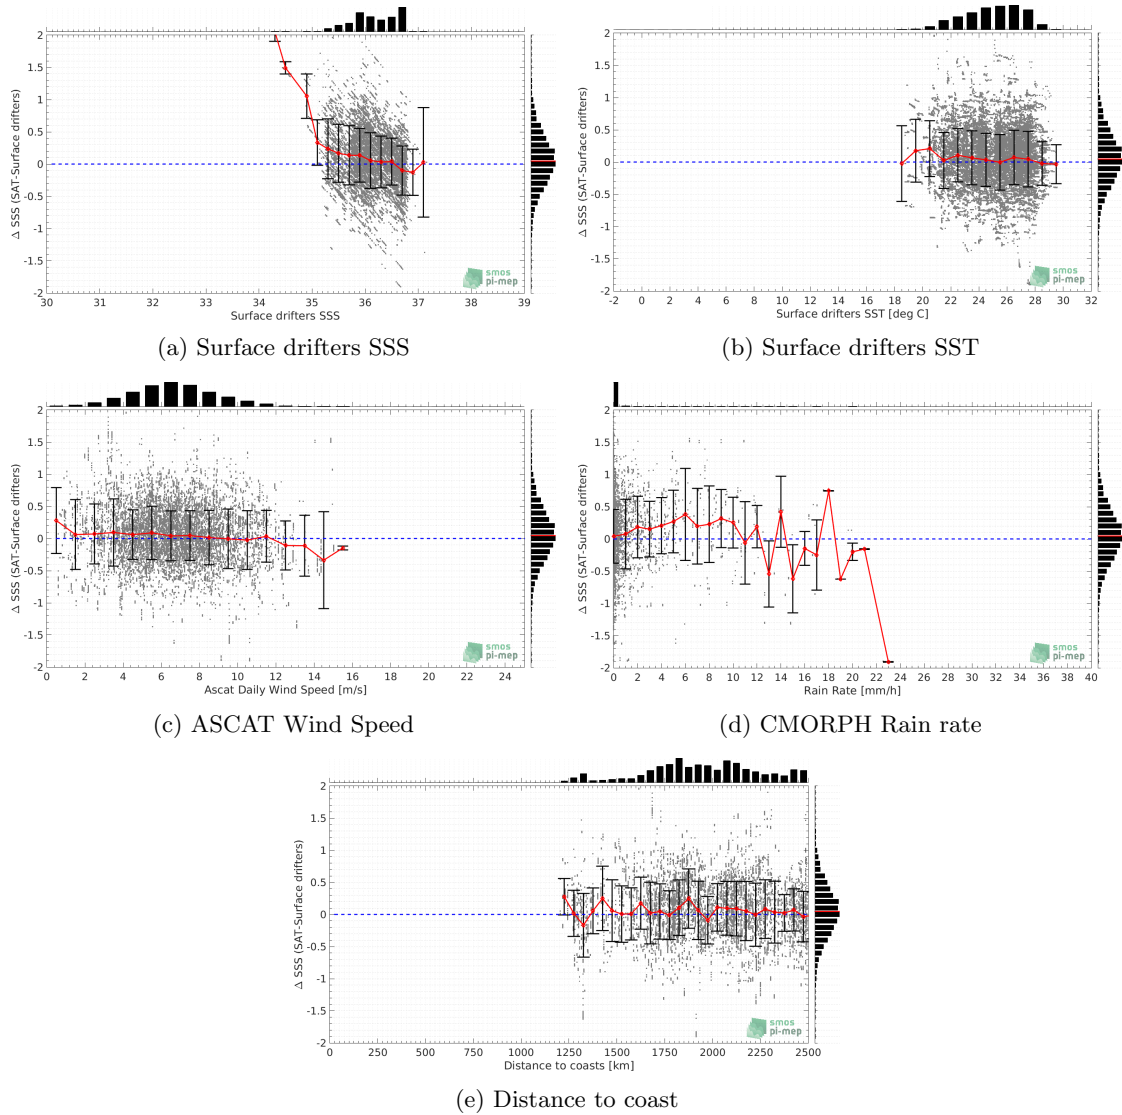 2
1.5
1
0.5
0
-0.5
-1
-1.5
-2
Δ SSS (SAT-Surface drifters)
30 31 32 33 34 35 36 37 38 39
Surface drifters SSS
smos
pi-mep
(a) Surface drifters SSS
2
1.5
1
0.5
0
-0.5
-1
-1.5
-2
Δ SSS (SAT-Surface drifters)
-2 0 2 4 6 8 10 12 14 16 18 20 22 24 26 28 30 32
Surface drifters SST [deg C]
smos
pi-mep
(b) Surface drifters SST
2
1.5
1
0.5
0
-0.5
-1
-1.5
-2
Δ SSS (SAT-Surface drifters)
0 2 4 6 8 10 12 14 16 18 20 22 24
Ascat Daily Wind Speed [m/s]
smos
pi-mep
(c) ASCAT Wind Speed
2
1.5
1
0.5
0
-0.5
-1
-1.5
-2
Δ SSS (SAT-Surface drifters)
0 2 4 6 8 10 12 14 16 18 20 22 24 26 28 30 32 34 36 38 40
Rain Rate [mm/h]
smos
pi-mep
(d) CMORPH Rain rate
2
1.5
1
0.5
0
-0.5
-1
-1.5
-2
Δ SSS (SAT-Surface drifters)
0 250 500 750 1000 1250 1500 1750 2000 2250 2500
Distance to coasts [km]
smos
pi-mep
(e) Distance to coast